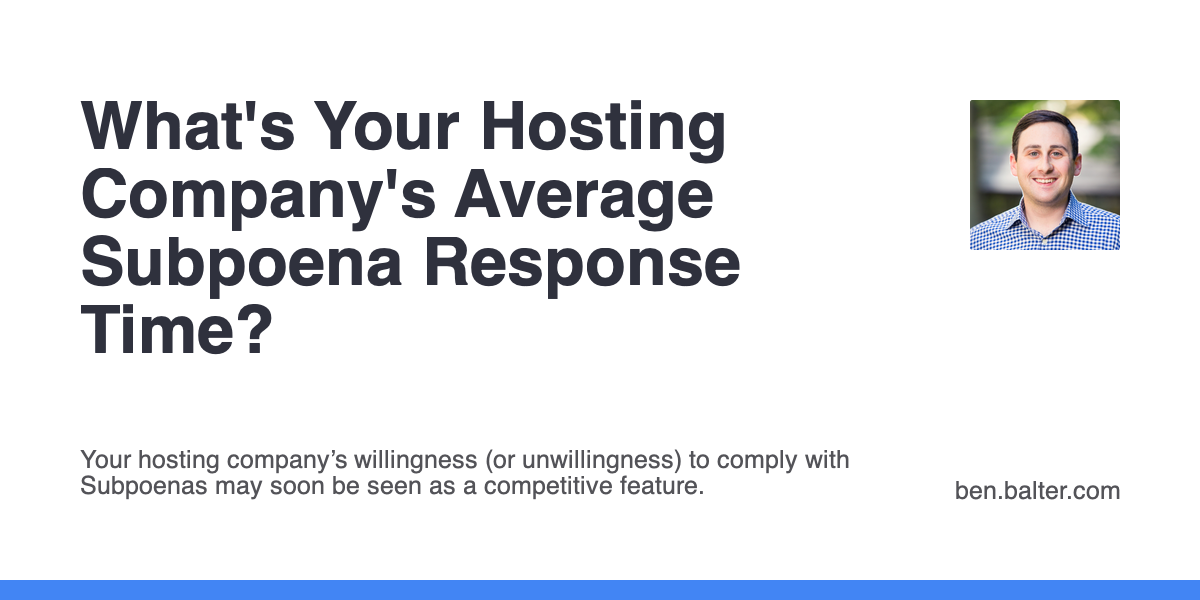 What's Your Hosting
Company's Average
Subpoena Response
Time?
Your hosting company’s willingness (or unwillingness) to comply with
Subpoenas may soon be seen as a competitive feature.
ben.balter.com